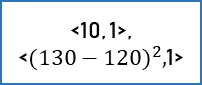 <10, 1>,
<(130 − 120)²,1>